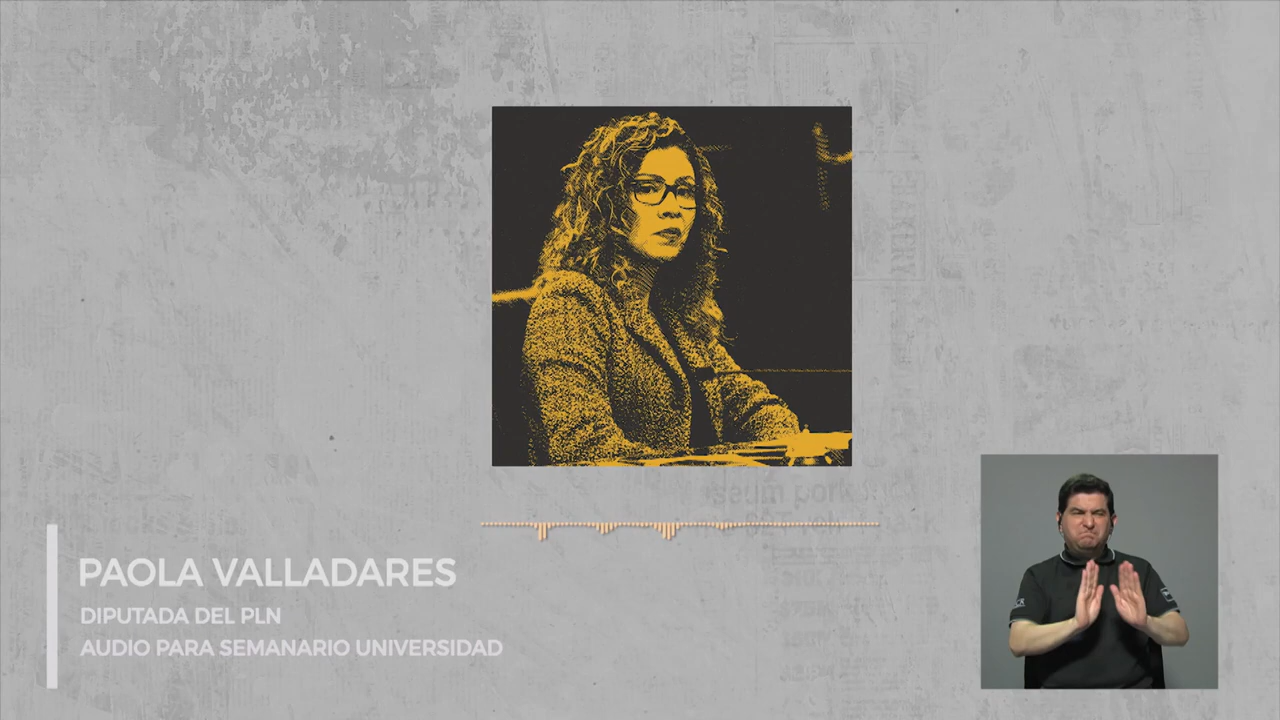 PAOLA VALLADARES
DIPUTADA DEL PLN
AUDIO PARA SEMANARIO UNIVERSIDAD